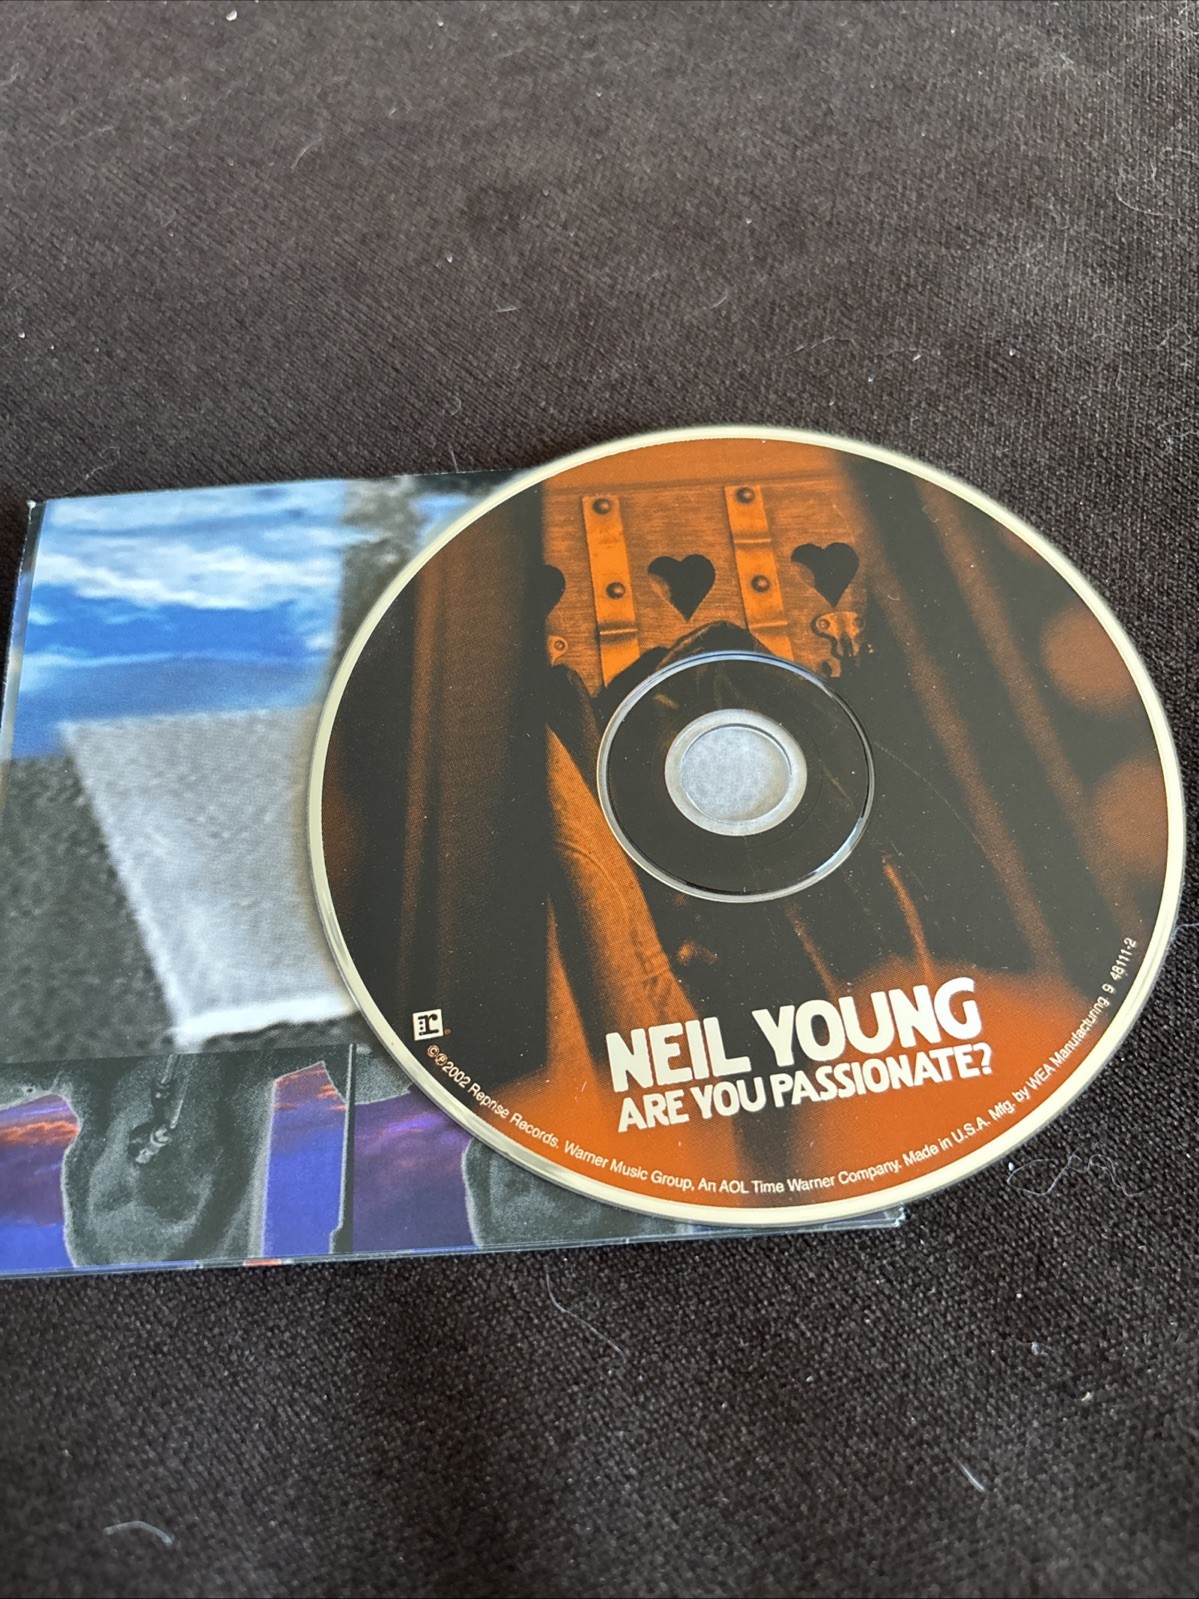 NEIL YOUNG
ARE YOU PASSIONATE?
r®
©℗2002 Reprise Records. Warner Music Group, An AOL Time Warner Company. Made in U.S.A. Mfg. by WEA Manufacturing 9 48111-2